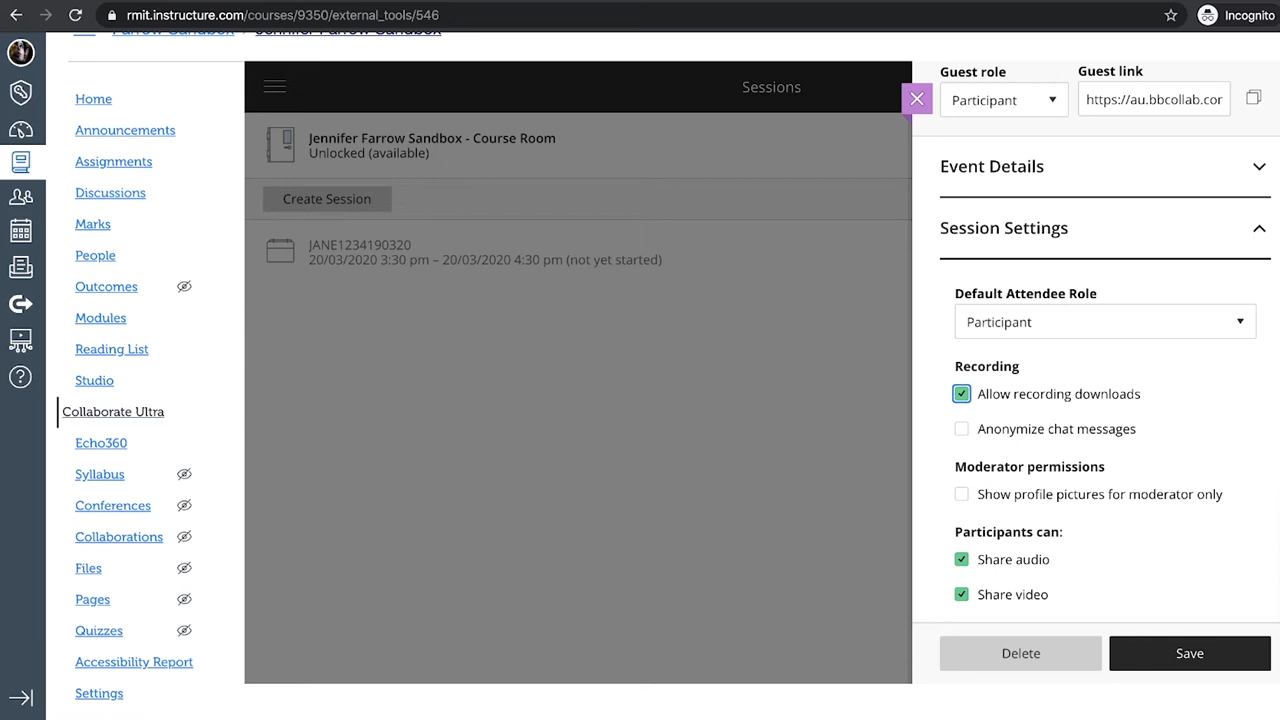 rmit.instructure.com/courses/9350/external_tools/546
Incognito
Farrow Sandbox
Jennifer Farrow Sandbox
Home
Announcements
Assignments
Discussions
Marks
People
Outcomes
Modules
Reading List
Studio
Collaborate Ultra
Echo360
Syllabus
Conferences
Collaborations
Files
Pages
Quizzes
Accessibility Report
Settings
Sessions
Jennifer Farrow Sandbox - Course Room
Unlocked (available)
Create Session
JANE1234190320
20/03/2020 3:30 pm – 20/03/2020 4:30 pm (not yet started)
Guest role
Participant
Guest link
https://au.bbcollab.cor
Event Details
Session Settings
Default Attendee Role
Participant
Recording
Allow recording downloads
Anonymize chat messages
Moderator permissions
Show profile pictures for moderator only
Participants can:
Share audio
Share video
Delete
Save